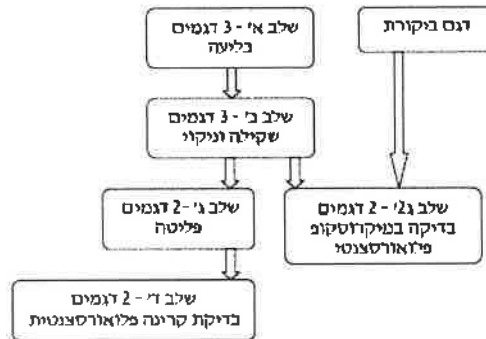 שלב א' - 3 דגמים
בליעה
דגם ביקורת
שלב ב' - 3 דגמים
שקילה וניקוי
שלב ג' - 2 דגמים
פליטה
שלב ג2' - 2 דגמים
בדיקה במיקרוסקופ
פלואורסצנטי
שלב ד' - 2 דגמים
בדיקת קרינה פלואורסצנטית